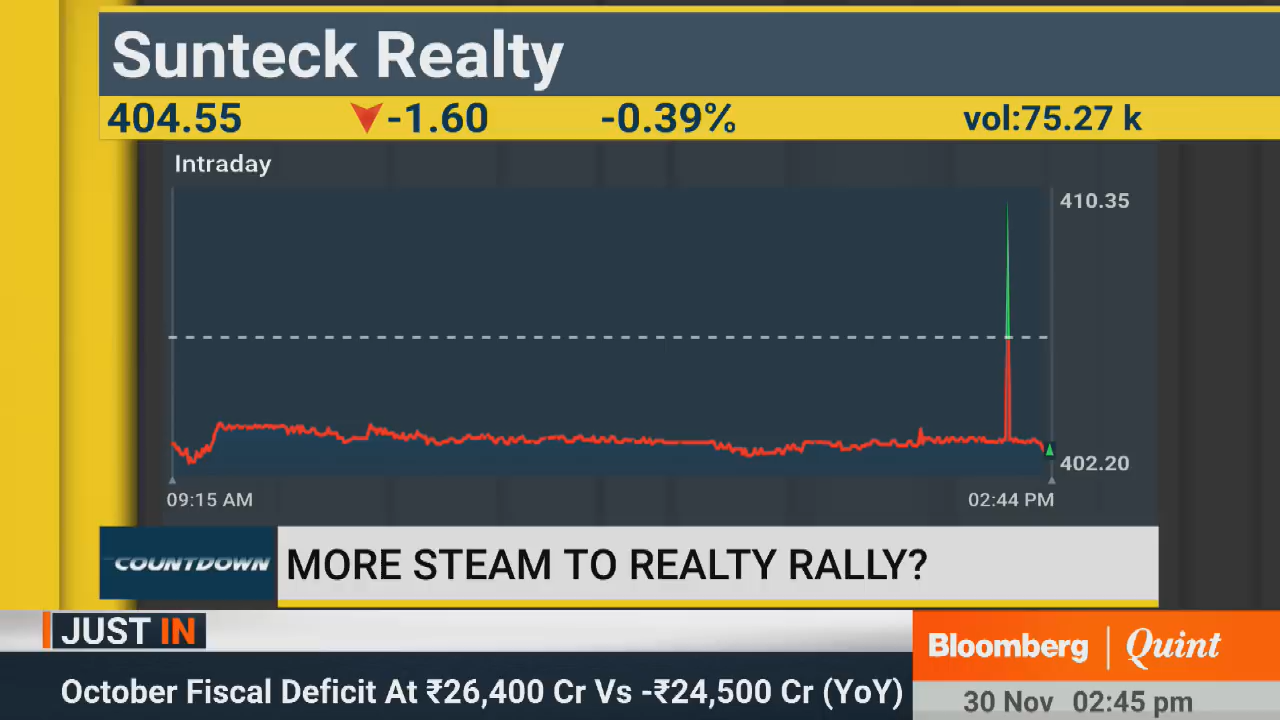 Sunteck Realty
404.55 -1.60 -0.39% vol:75.27 k
Intraday
410.35
402.20
09:15 AM 02:44 PM
COUNTDOWN MORE STEAM TO REALTY RALLY?
JUST IN
October Fiscal Deficit At ₹26,400 Cr Vs -₹24,500 Cr (YoY)
Bloomberg | Quint
30 Nov 02:45 pm